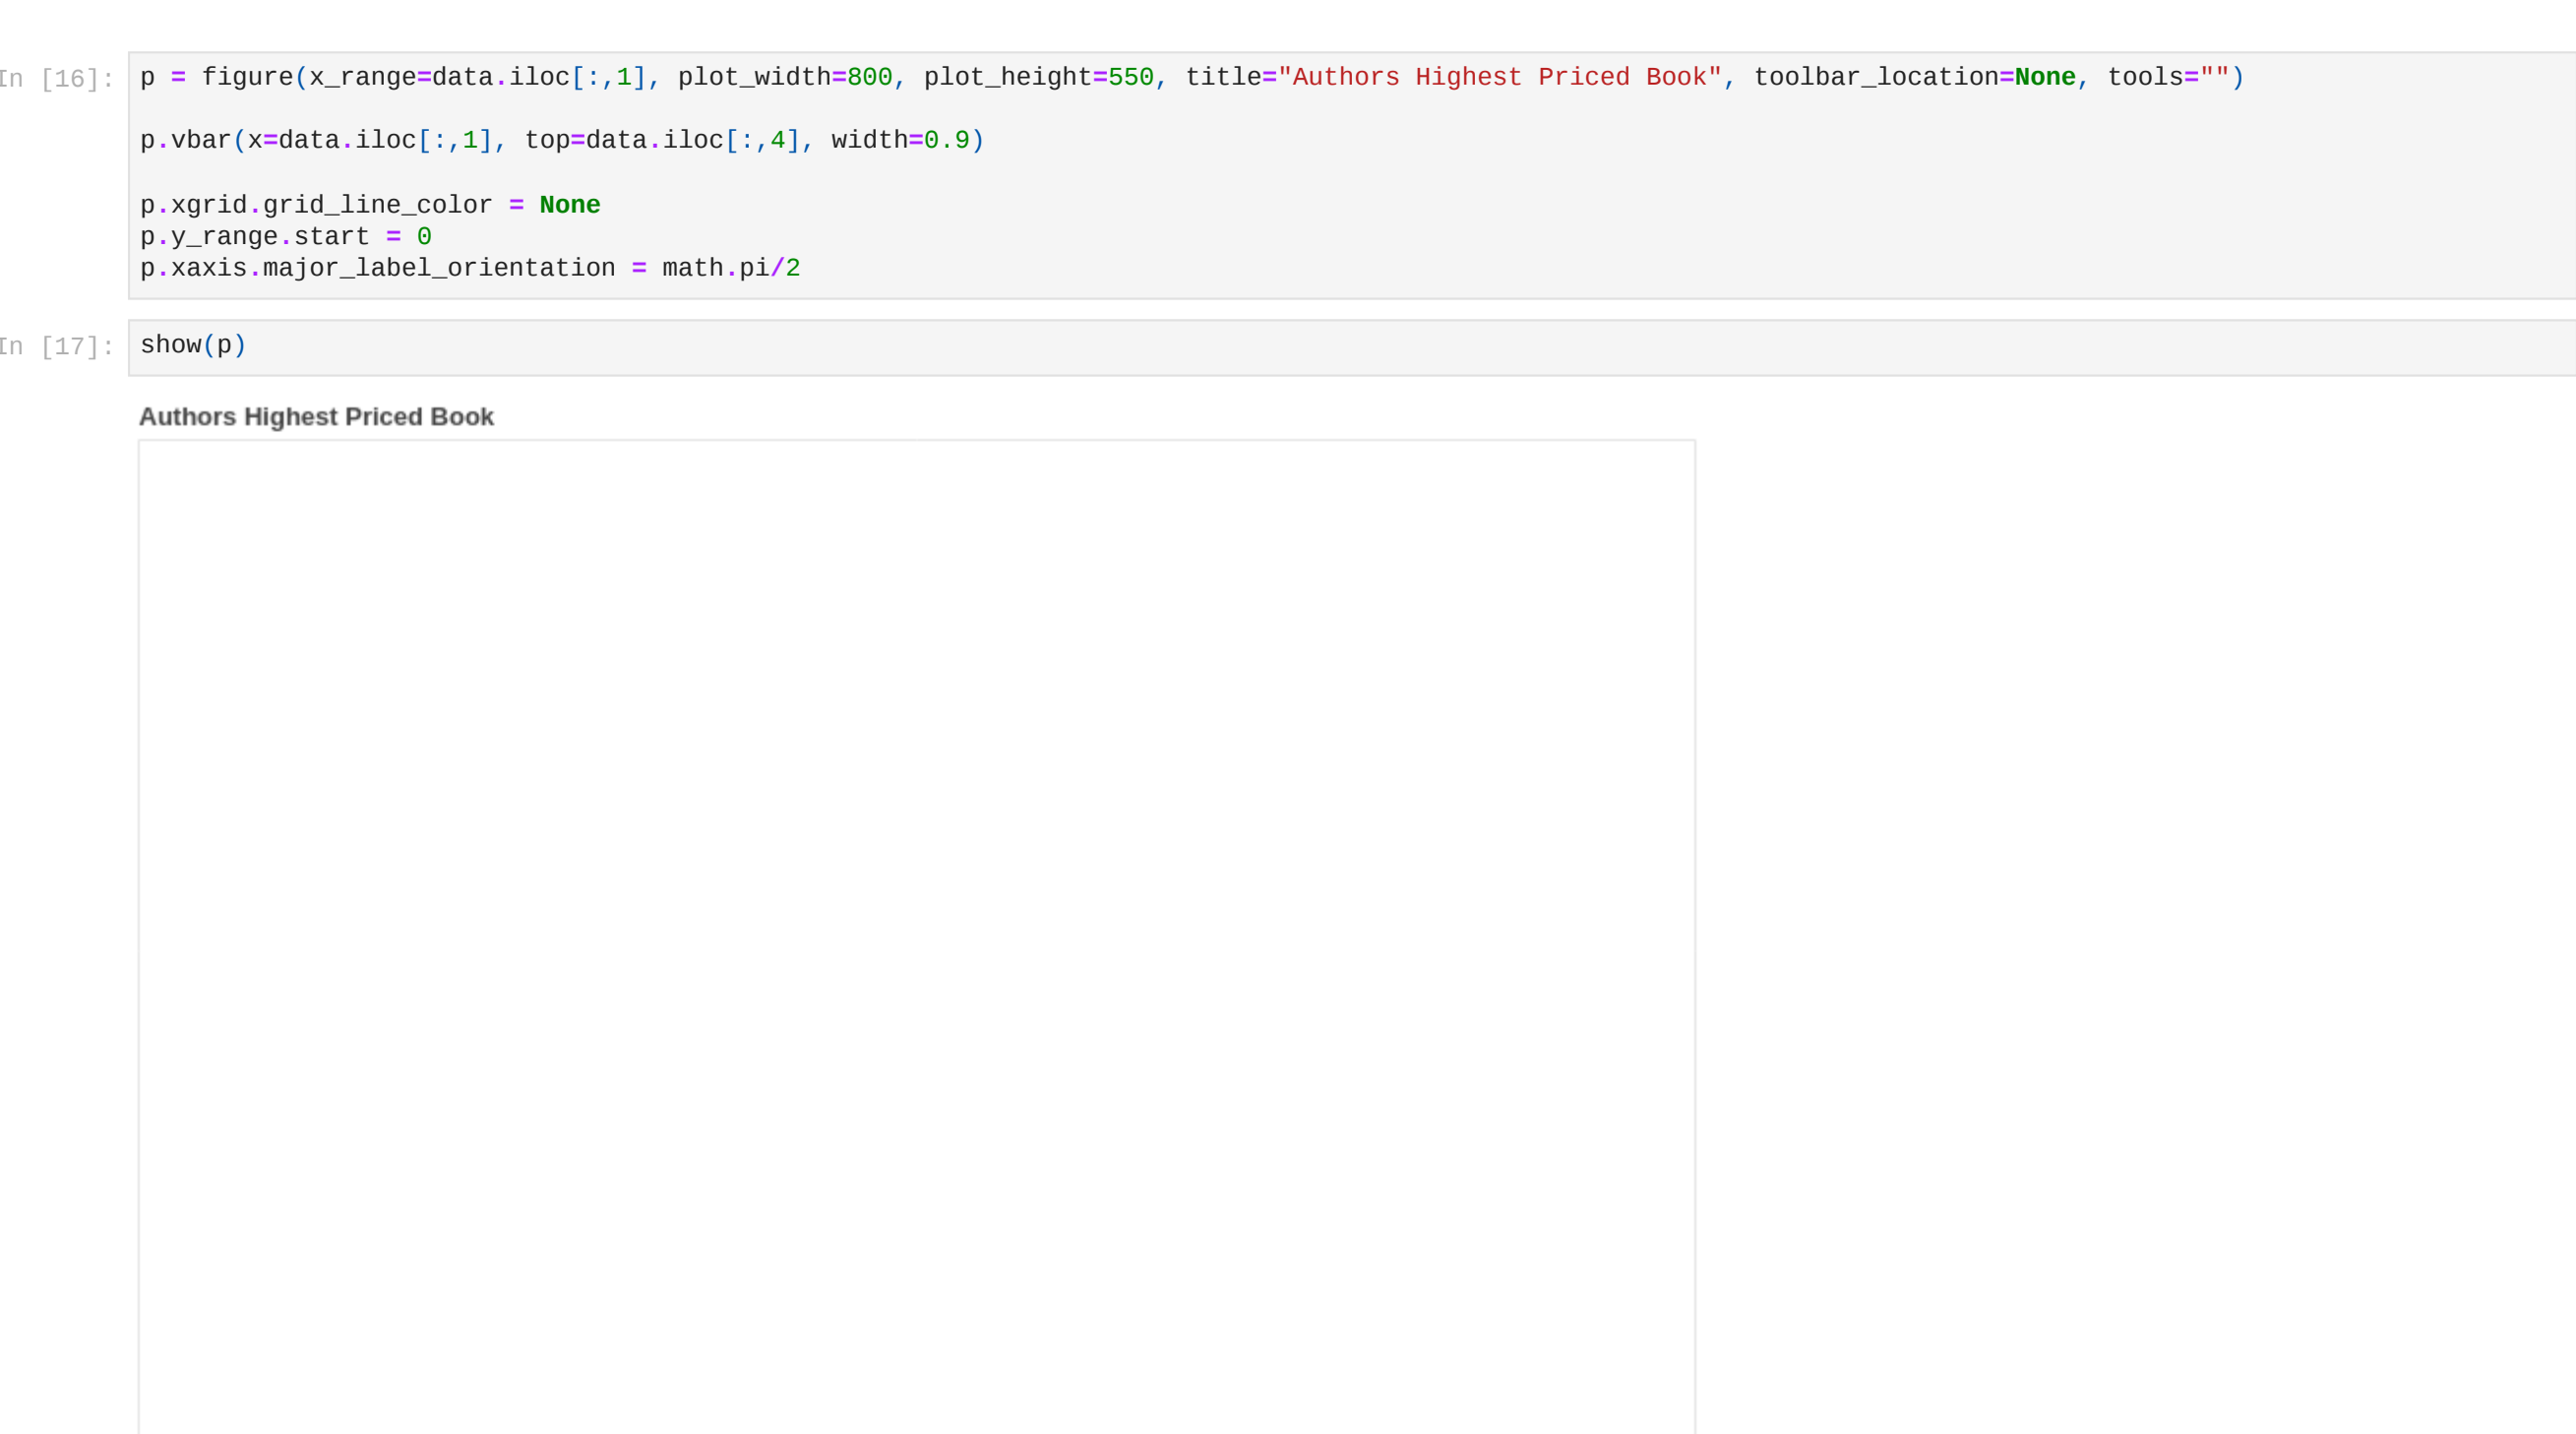 In [16]:
p = figure(x_range=data.iloc[:,1], plot_width=800, plot_height=550, title="Authors Highest Priced Book", toolbar_location=None, tools="")
p.vbar(x=data.iloc[:,1], top=data.iloc[:,4], width=0.9)
p.xgrid.grid_line_color = None
p.y_range.start = 0
p.xaxis.major_label_orientation = math.pi/2
In [17]:
show(p)
Authors Highest Priced Book